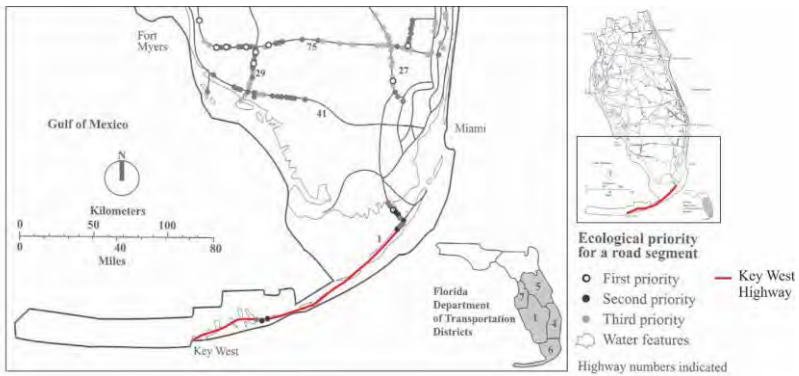 Fort
Myers
75
29
27
41
Gulf of Mexico
Miami
N
Kilometers
0 50 100
0 40 80
Miles
1
Key West
Florida
Department
of Transportation
Districts
5
7
1
4
6
Ecological priority
for a road segment
First priority
Second priority
Third priority
Water features
Key West
Highway
Highway numbers indicated